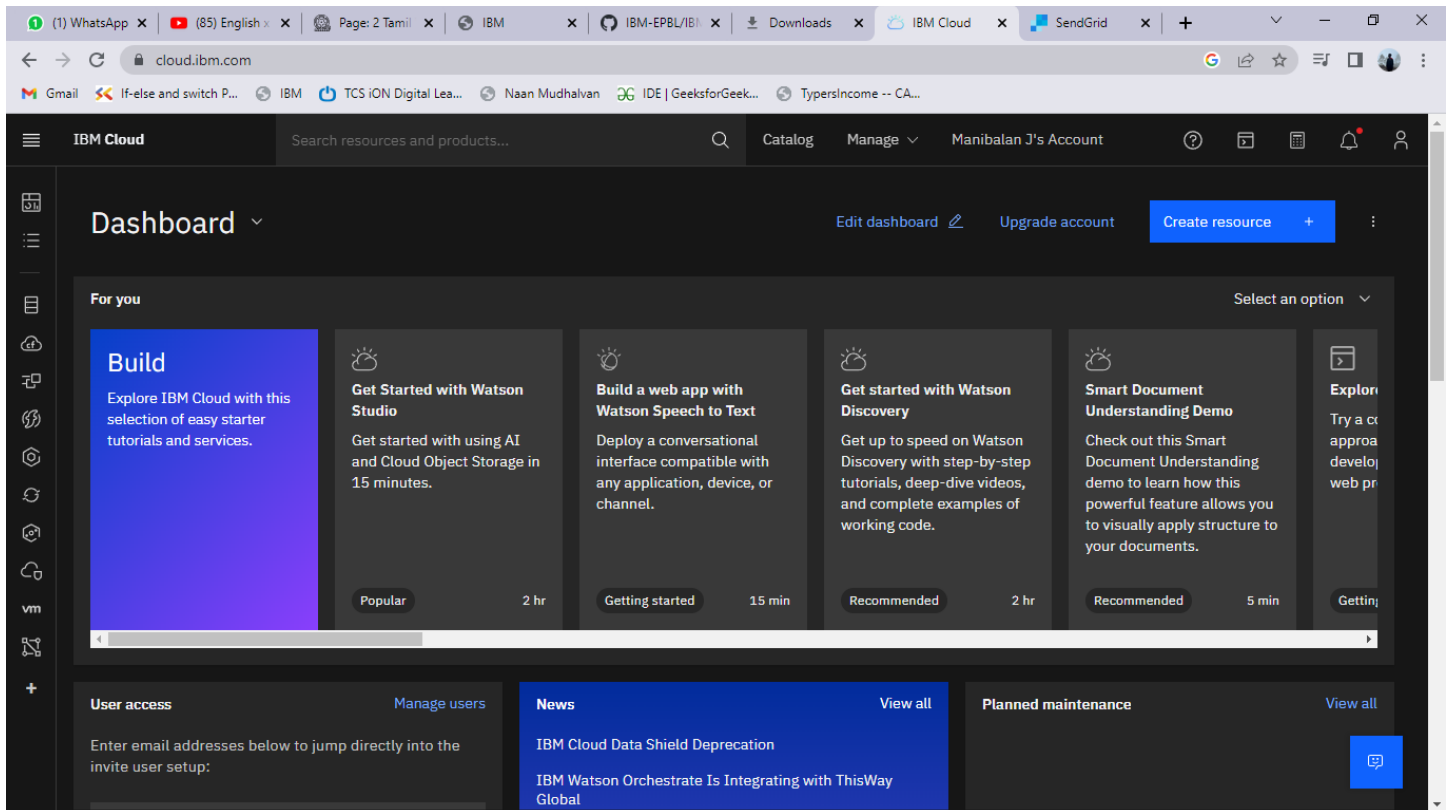 (1) WhatsApp
(85) English x
Page: 2 Tamil
IBM
IBM-EPBL/IBM
Downloads
IBM Cloud
SendGrid
cloud.ibm.com
Gmail
If-else and switch P...
IBM
TCS iON Digital Lea...
Naan Mudhalvan
IDE | GeeksforGeek...
TypersIncome -- CA...
IBM Cloud
Search resources and products...
Catalog
Manage
Manibalan J's Account
Dashboard
Edit dashboard
Upgrade account
Create resource +
For you
Select an option
Build
Explore IBM Cloud with this
selection of easy starter
tutorials and services.
Get Started with Watson
Studio
Get started with using AI
and Cloud Object Storage in
15 minutes.
Popular
2 hr
Build a web app with
Watson Speech to Text
Deploy a conversational
interface compatible with
any application, device, or
channel.
Getting started
15 min
Get started with Watson
Discovery
Get up to speed on Watson
Discovery with step-by-step
tutorials, deep-dive videos,
and complete examples of
working code.
Recommended
2 hr
Smart Document
Understanding Demo
Check out this Smart
Document Understanding
demo to learn how this
powerful feature allows you
to visually apply structure to
your documents.
Recommended
5 min
Explor
Try a co
approa
develop
web pr
Getting
vm
User access
Manage users
Enter email addresses below to jump directly into the
invite user setup:
News
View all
IBM Cloud Data Shield Deprecation
IBM Watson Orchestrate Is Integrating with ThisWay
Global
Planned maintenance
View all